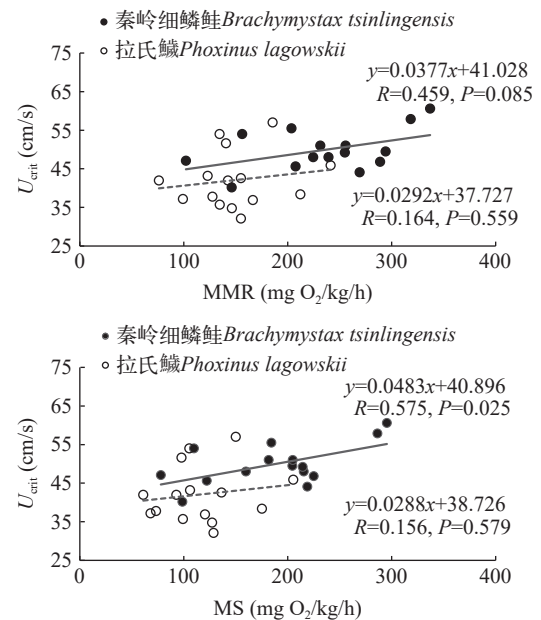 ● 秦岭细鳞鲑Brachymystax tsinlingensis
○ 拉氏鱥Phoxinus lagowskii
75
65
55
45
35
25
Ucrit (cm/s)
y=0.0377x+41.028
R=0.459, P=0.085
y=0.0292x+37.727
R=0.164, P=0.559
0 100 200 300 400
MMR (mg O2/kg/h)
● 秦岭细鳞鲑Brachymystax tsinlingensis
○ 拉氏鱥Phoxinus lagowskii
75
65
55
45
35
25
Ucrit (cm/s)
y=0.0483x+40.896
R=0.575, P=0.025
y=0.0288x+38.726
R=0.156, P=0.579
0 100 200 300 400
MS (mg O2/kg/h)